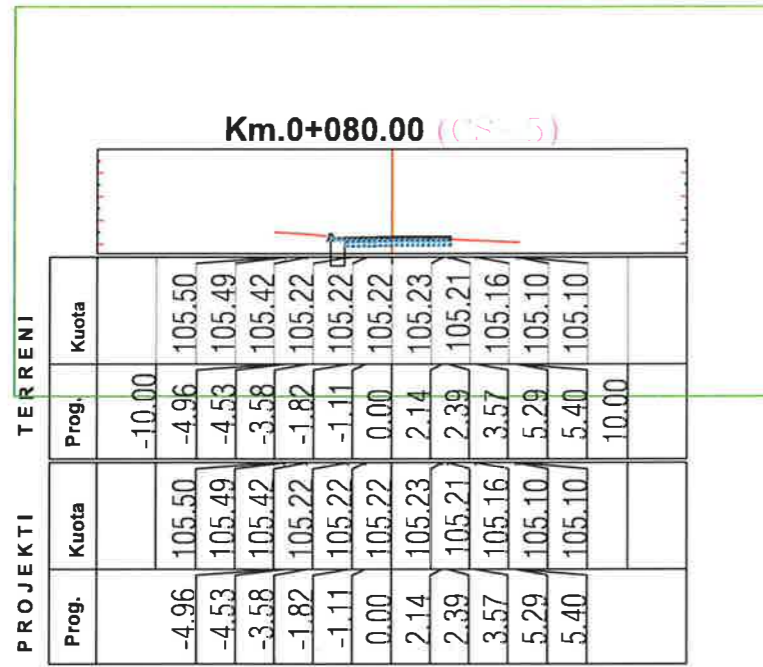 Km.0+080.00 (CS- 5)
TERRENI
Kuota 105.50 105.49 105.42 105.22 105.22 105.22 105.23 105.21 105.16 105.10 105.10
Prog. -10.00 -4.96 -4.53 -3.58 -1.82 -1.11 0.00 2.14 2.39 3.57 5.29 5.40 10.00
PROJEKTI
Kuota 105.50 105.49 105.42 105.22 105.22 105.22 105.23 105.21 105.16 105.10 105.10
Prog. -4.96 -4.53 -3.58 -1.82 -1.11 0.00 2.14 2.39 3.57 5.29 5.40